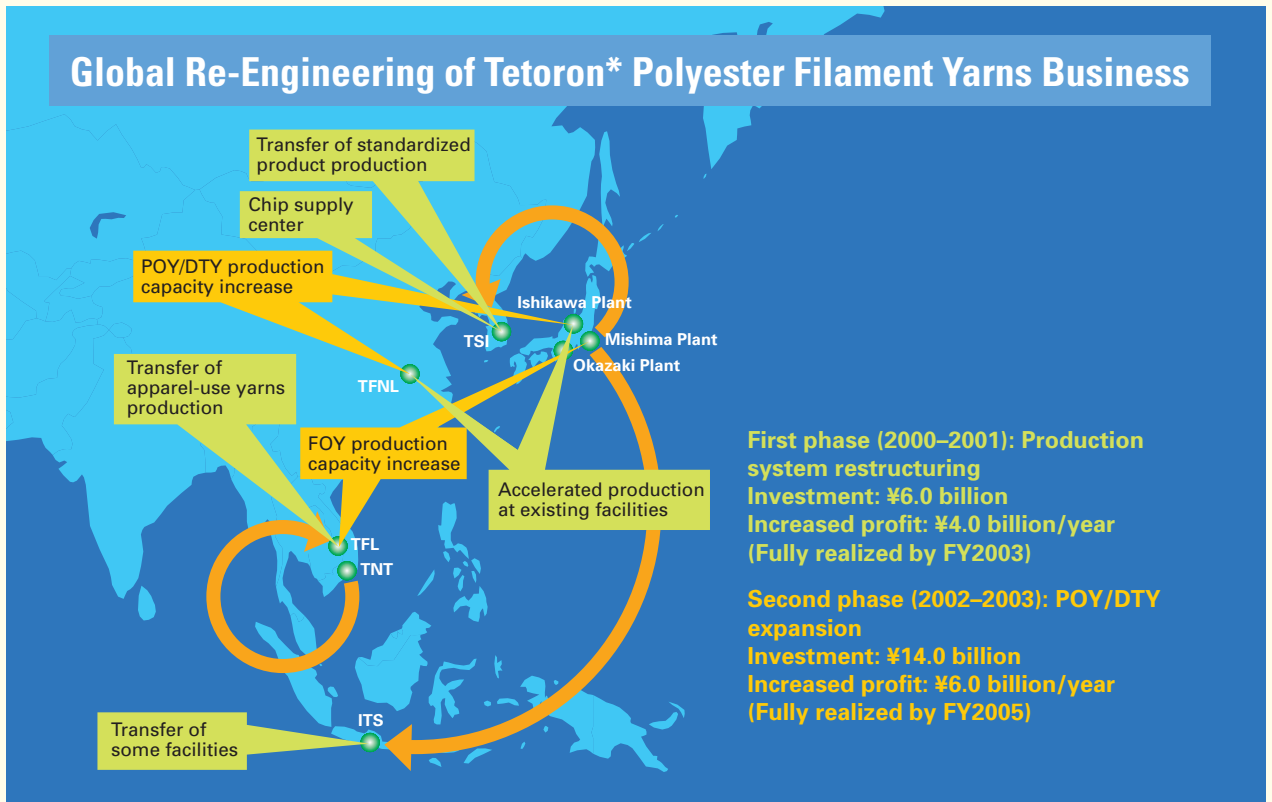 Global Re-Engineering of Tetoron* Polyester Filament Yarns Business
Transfer of standardized
product production
Chip supply
center
POY/DTY production
capacity increase
Ishikawa Plant
TSI
Mishima Plant
Okazaki Plant
TFNL
Transfer of
apparel-use yarns
production
FOY production
capacity increase
Accelerated production
at existing facilities
TFL
TNT
ITS
Transfer of
some facilities
First phase (2000–2001): Production
system restructuring
Investment: ¥6.0 billion
Increased profit: ¥4.0 billion/year
(Fully realized by FY2003)
Second phase (2002–2003): POY/DTY
expansion
Investment: ¥14.0 billion
Increased profit: ¥6.0 billion/year
(Fully realized by FY2005)